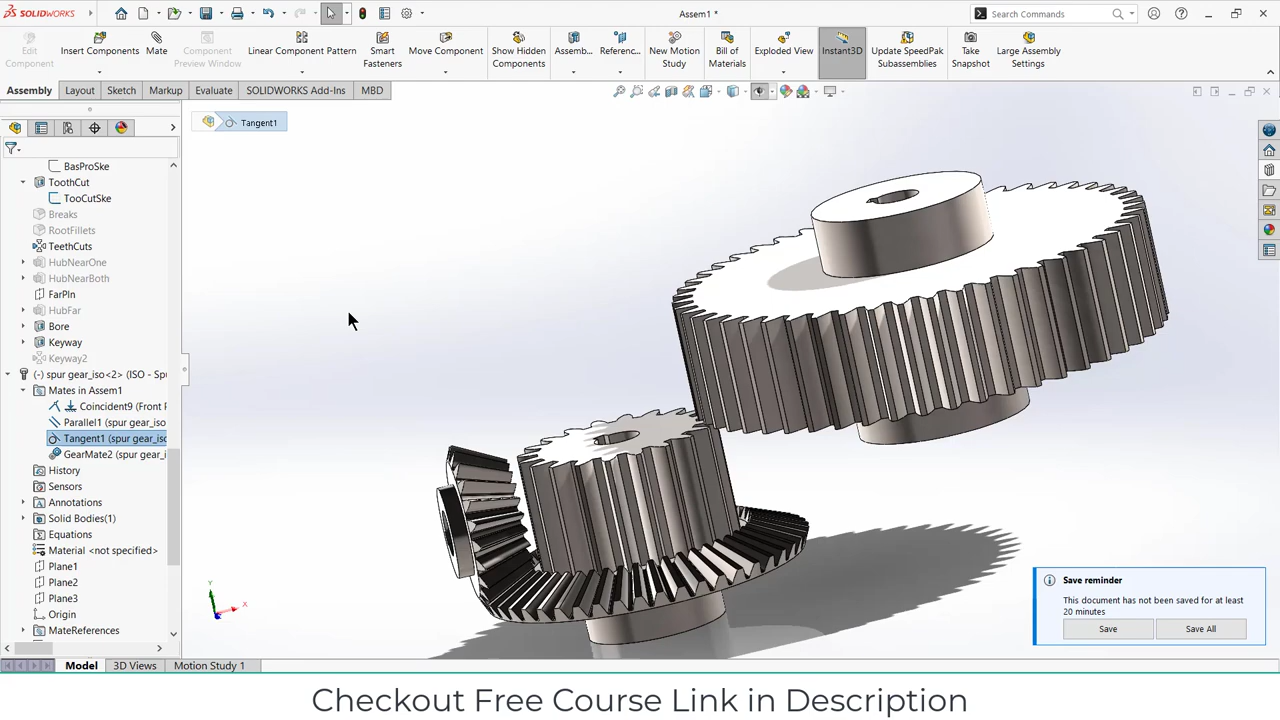 SOLIDWORKS
Assem1 *
Search Commands
Edit
Component
Insert Components
Mate
Component
Preview Window
Linear Component Pattern
Smart
Fasteners
Move Component
Show Hidden
Components
Assemb...
Referenc...
New Motion
Study
Bill of
Materials
Exploded View
Instant3D
Update SpeedPak
Subassemblies
Take
Snapshot
Large Assembly
Settings
Assembly
Layout
Sketch
Markup
Evaluate
SOLIDWORKS Add-Ins
MBD
Tangent1
BasProSke
ToothCut
TooCutSke
Breaks
RootFillets
TeethCuts
HubNearOne
HubNearBoth
FarPln
HubFar
Bore
Keyway
Keyway2
(-) spur gear_iso<2> (ISO - Spu
Mates in Assem1
Coincident9 (Front P
Parallel1 (spur gear_iso
Tangent1 (spur gear_iso
GearMate2 (spur gear_i
History
Sensors
Annotations
Solid Bodies(1)
Equations
Material <not specified>
Plane1
Plane2
Plane3
Origin
MateReferences
Y
X
Save reminder
This document has not been saved for at least
20 minutes
Save
Save All
Model
3D Views
Motion Study 1
Checkout Free Course Link in Description